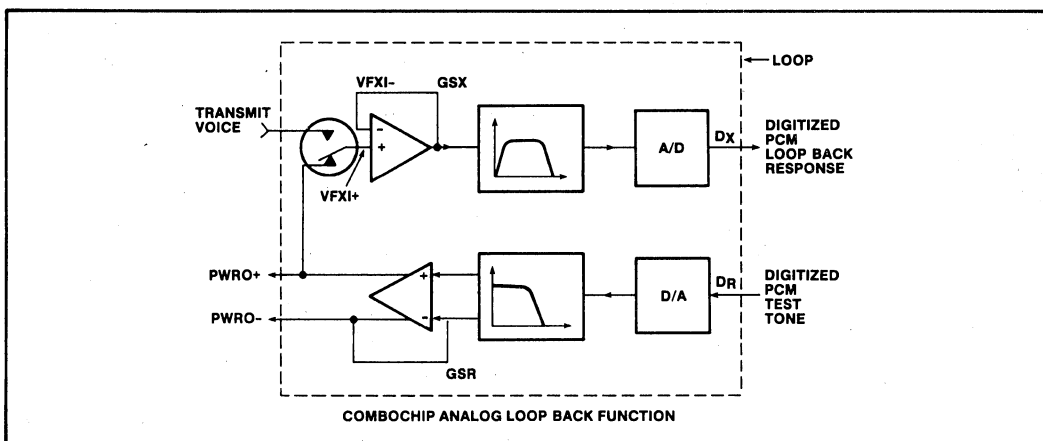 LOOP
VFXI-
GSX
TRANSMIT
VOICE
-
+
VFXI+
A/D
DX
DIGITIZED
PCM
LOOP BACK
RESPONSE
PWRO+
PWRO-
+
-
GSR
D/A
DR
DIGITIZED
PCM
TEST
TONE
COMBOCHIP ANALOG LOOP BACK FUNCTION